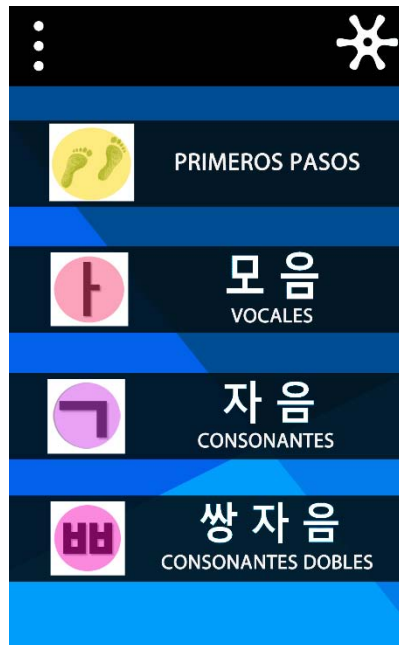 PRIMEROS PASOS
ㅏ
모 음
VOCALES
ㄱ
자 음
CONSONANTES
ㅃ
쌍 자 음
CONSONANTES DOBLES